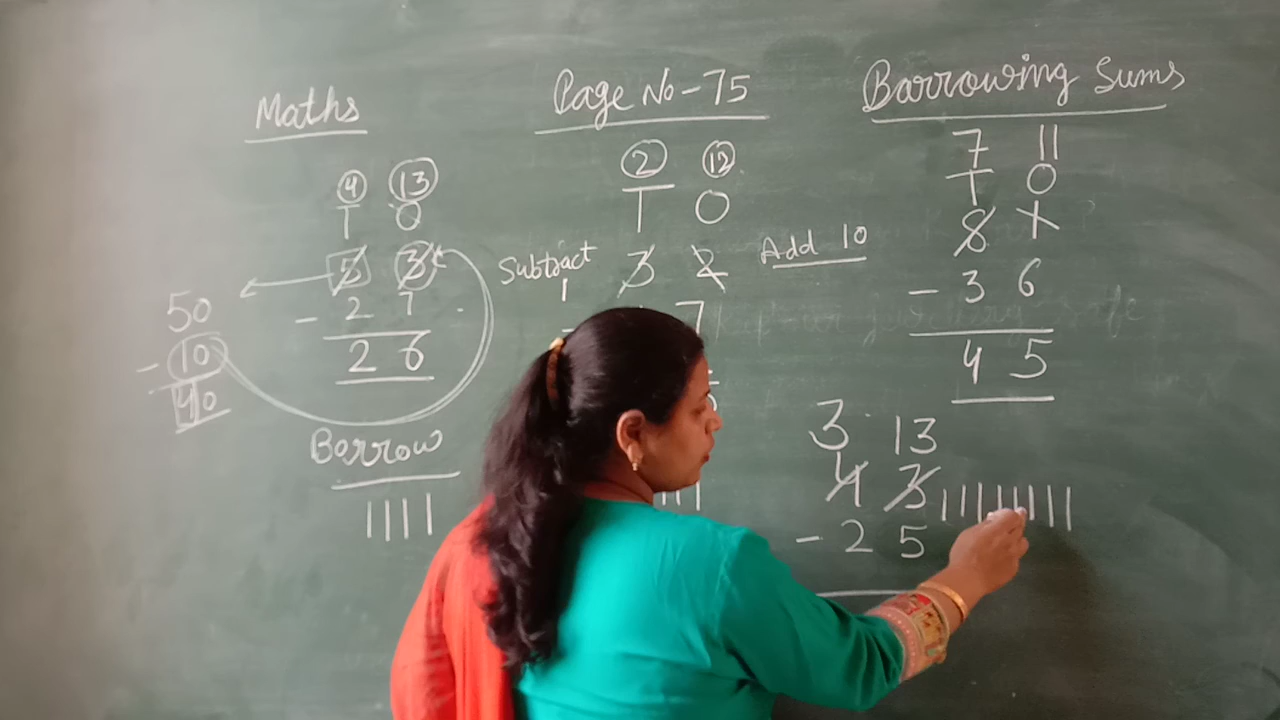 Maths
4 13
T O
5 3
- 2 7
2 6
50
- 10
40
Borrow
Page No-75
2 12
T O
Subtract 3 2 Add 10
1
7
Barrowing Sums
7 11
T O
8 1
- 3 6
4 5
3 13
4 3
- 2 5